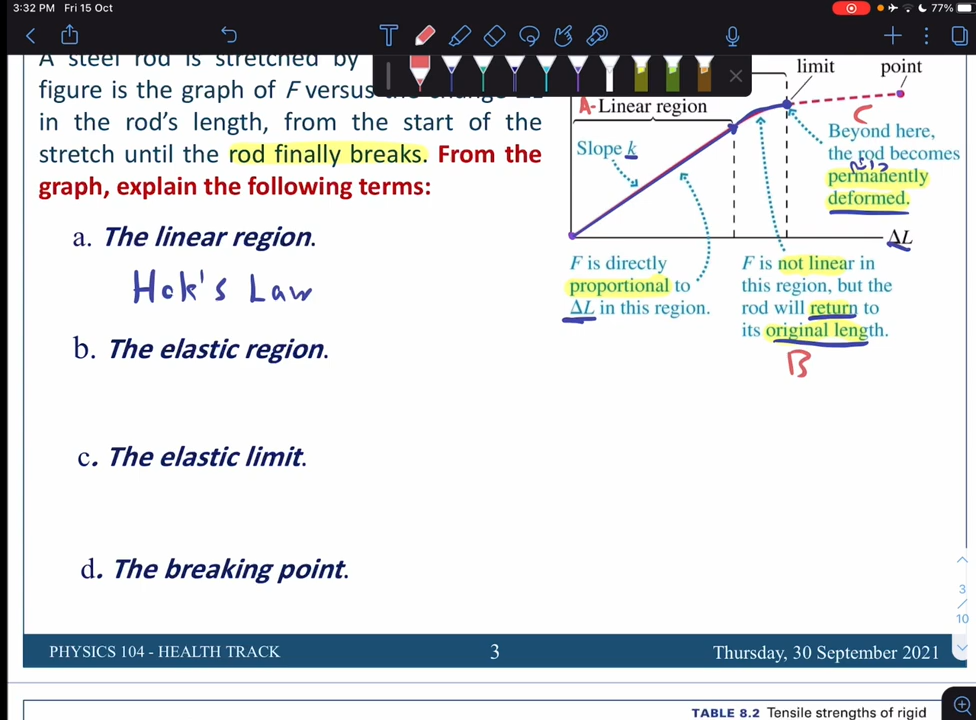 3:32 PM Fri 15 Oct
77%
A steel rod is stretched by
figure is the graph of F versus the change ΔL
in the rod's length, from the start of the
stretch until the rod finally breaks. From the
graph, explain the following terms:
a. The linear region.
Hok's Law
b. The elastic region.
c. The elastic limit.
d. The breaking point.
limit
point
A-Linear region
Slope k
C
Beyond here,
the rod becomes
permanently
deformed.
ΔL
F is directly
proportional to
ΔL in this region.
F is not linear in
this region, but the
rod will return to
its original length.
B
3
/
10
PHYSICS 104 - HEALTH TRACK
3
Thursday, 30 September 2021
TABLE 8.2 Tensile strengths of rigid